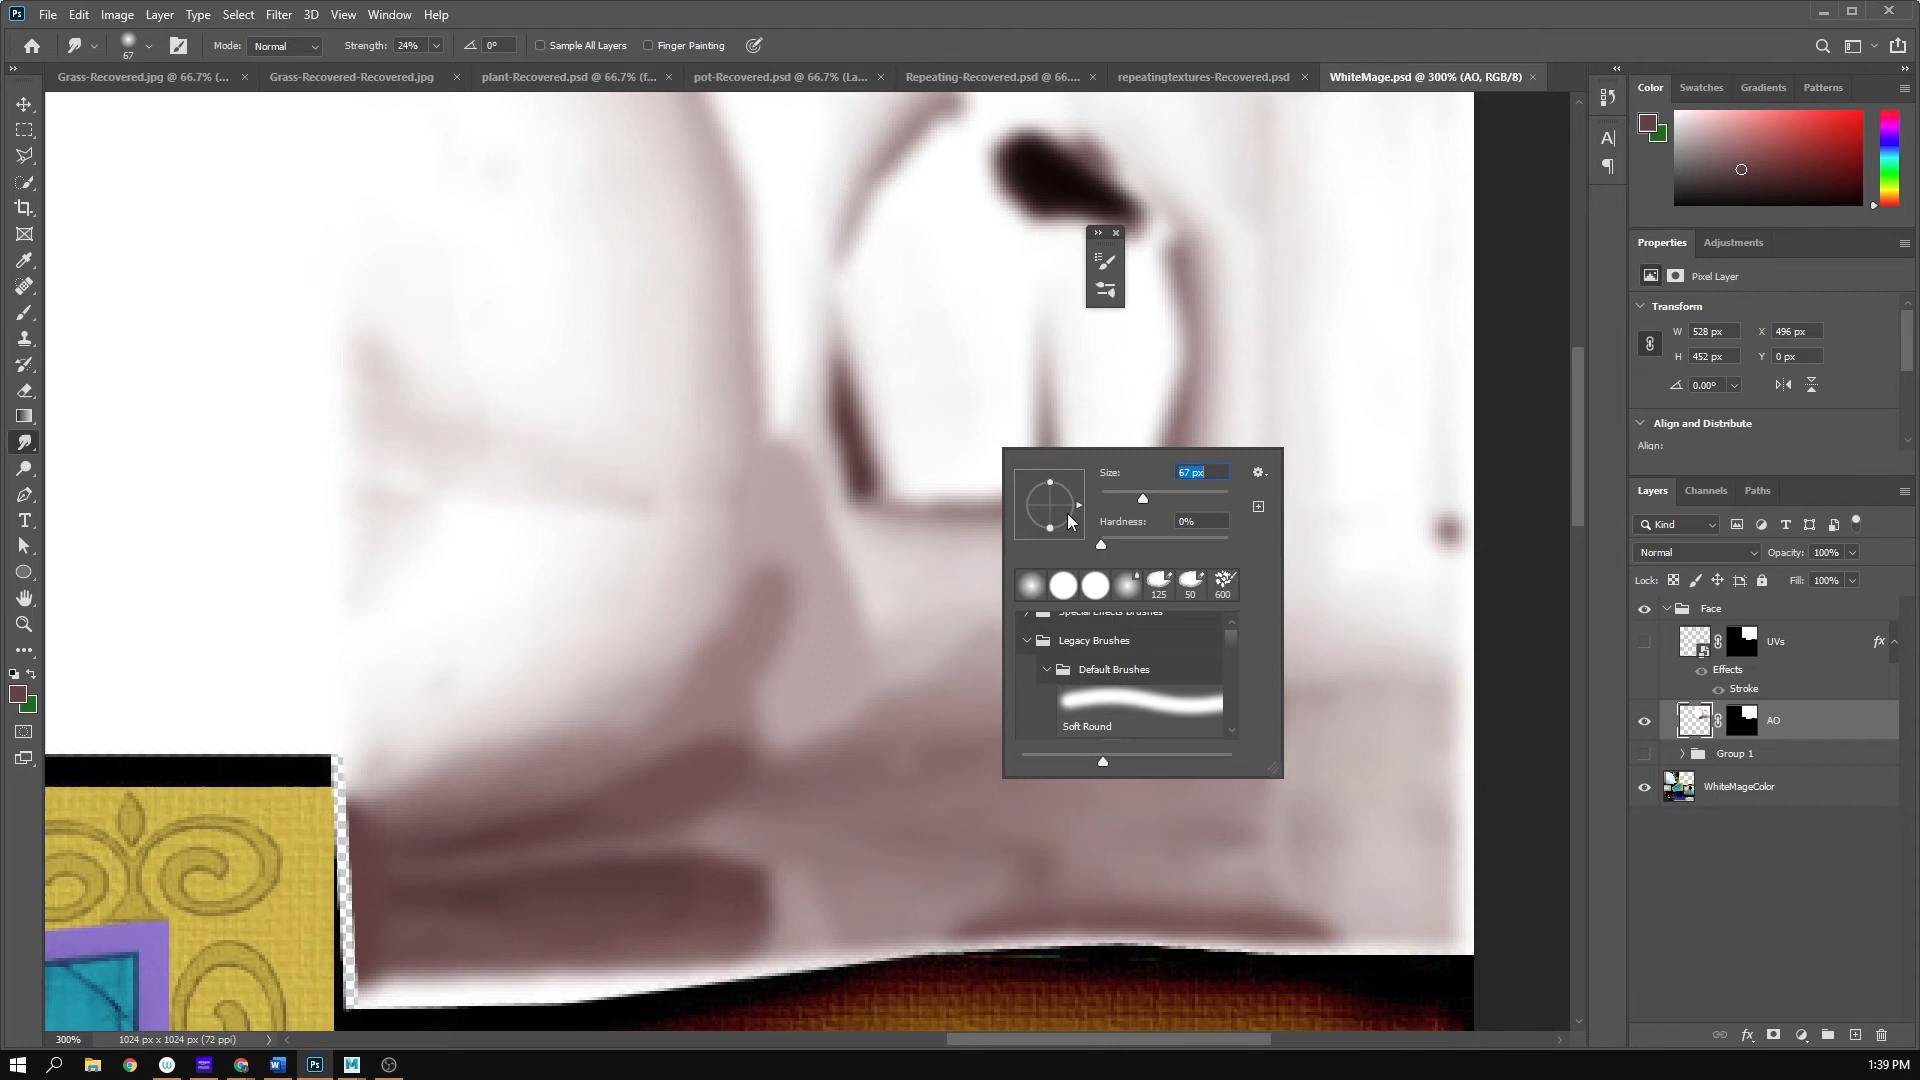 Ps File Edit Image Layer Type Select Filter 3D View Window Help
67 Mode: Normal Strength: 24% 0° Sample All Layers Finger Painting
Grass-Recovered.jpg @ 66.7% (... Grass-Recovered-Recovered.jpg plant-Recovered.psd @ 66.7% (f... pot-Recovered.psd @ 66.7% (La... Repeating-Recovered.psd @ 66.... repeatingtextures-Recovered.psd WhiteMage.psd @ 300% (AO, RGB/8)
Color Swatches Gradients Patterns
Properties Adjustments
Pixel Layer
Transform
W 528 px X 496 px
H 452 px Y 0 px
0.00°
Align and Distribute
Align:
Size: 67 px
Hardness: 0%
125 50 600
Special Effects Brushes
Legacy Brushes
Default Brushes
Soft Round
Layers Channels Paths
Kind
Normal Opacity: 100%
Lock: Fill: 100%
Face
UVs fx
Effects
Stroke
AO
Group 1
WhiteMageColor
300% 1024 px x 1024 px (72 ppi)
fx
1:39 PM